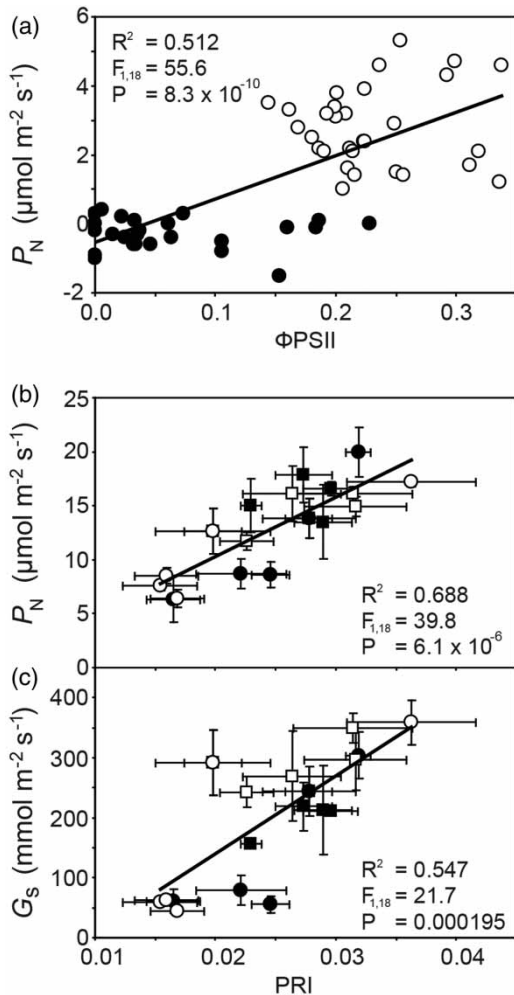 (a)
6
4
2
0
-2
R² = 0.512
F₁,₁₈ = 55.6
P = 8.3 x 10⁻¹⁰
P_N (µmol m⁻² s⁻¹)
0.0 0.1 0.2 0.3
ΦPSII
(b)
25
20
15
10
5
0
P_N (µmol m⁻² s⁻¹)
R² = 0.688
F₁,₁₈ = 39.8
P = 6.1 x 10⁻⁶
(c)
400
300
200
100
0
G_s (mmol m⁻² s⁻¹)
R² = 0.547
F₁,₁₈ = 21.7
P = 0.000195
0.01 0.02 0.03 0.04
PRI